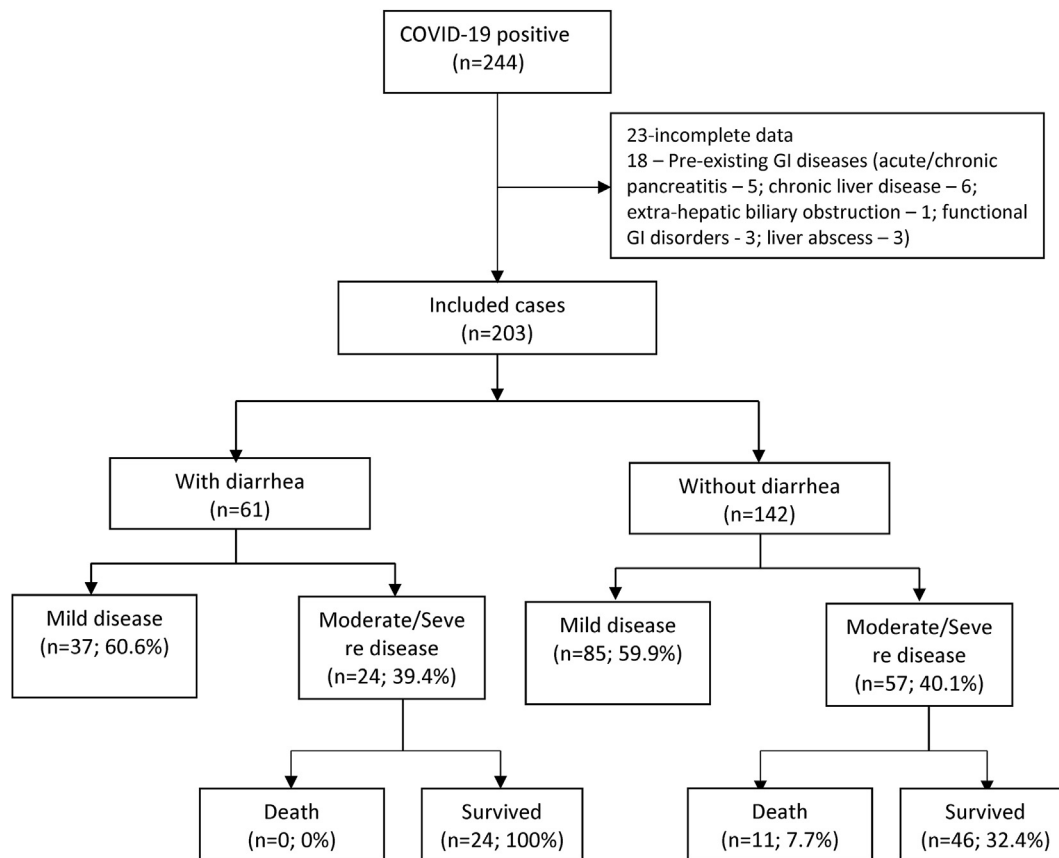 COVID-19 positive
(n=244)
23-incomplete data
18 – Pre-existing GI diseases (acute/chronic
pancreatitis – 5; chronic liver disease – 6;
extra-hepatic biliary obstruction – 1; functional
GI disorders - 3; liver abscess – 3)
Included cases
(n=203)
With diarrhea
(n=61)
Without diarrhea
(n=142)
Mild disease
(n=37; 60.6%)
Moderate/Seve
re disease
(n=24; 39.4%)
Mild disease
(n=85; 59.9%)
Moderate/Seve
re disease
(n=57; 40.1%)
Death
(n=0; 0%)
Survived
(n=24; 100%)
Death
(n=11; 7.7%)
Survived
(n=46; 32.4%)